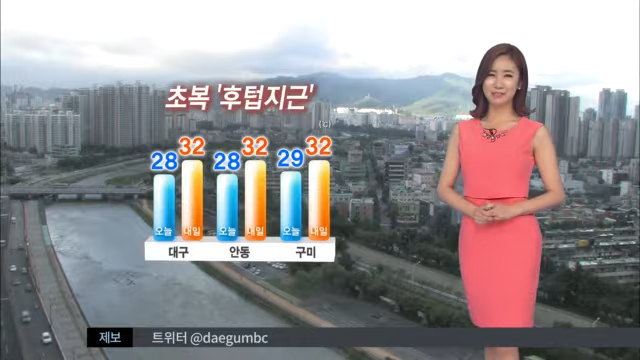 초복 '후텁지근'
(℃)
28 32 28 32 29 32
오늘 내일 오늘 내일 오늘 내일
대구 안동 구미
제보 트위터 @daegumbc